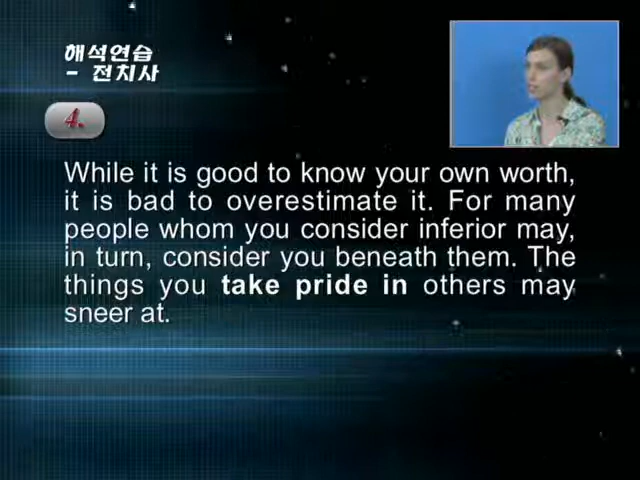 해석연습
- 전치사
4.
While it is good to know your own worth,
it is bad to overestimate it. For many
people whom you consider inferior may,
in turn, consider you beneath them. The
things you take pride in others may
sneer at.